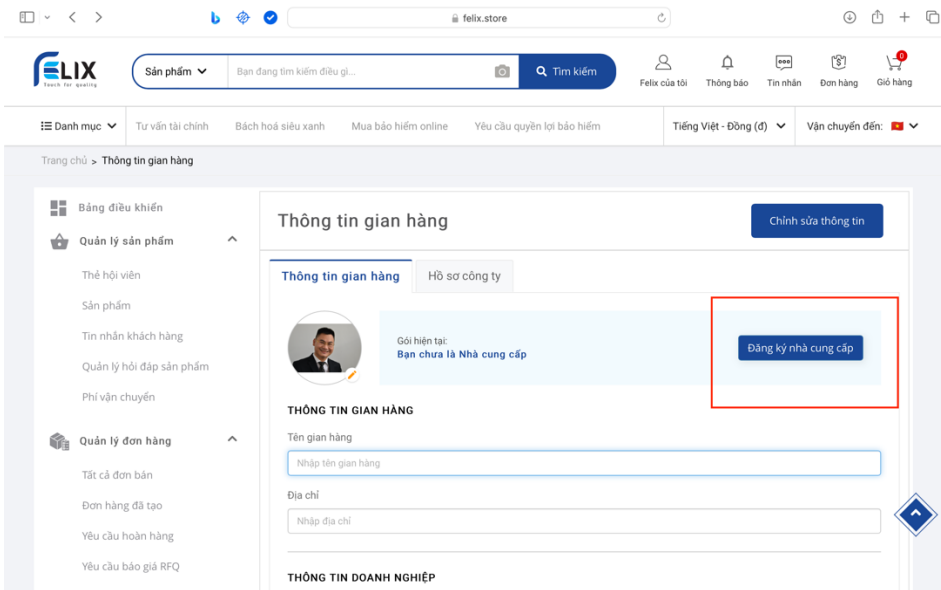 felix.store
FELIX
Touch for quality
Sản phẩm
Bạn đang tìm kiếm điều gì...
Tìm kiếm
Felix của tôi
Thông báo
Tin nhắn
Đơn hàng
0
Giỏ hàng
Danh mục
Tư vấn tài chính
Bách hoá siêu xanh
Mua bảo hiểm online
Yêu cầu quyền lợi bảo hiểm
Tiếng Việt - Đồng (đ)
Vận chuyển đến:
Trang chủ > Thông tin gian hàng
Bảng điều khiển
Quản lý sản phẩm
Thẻ hội viên
Sản phẩm
Tin nhắn khách hàng
Quản lý hỏi đáp sản phẩm
Phí vận chuyển
Quản lý đơn hàng
Tất cả đơn bán
Đơn hàng đã tạo
Yêu cầu hoàn hàng
Yêu cầu báo giá RFQ
Thông tin gian hàng
Chỉnh sửa thông tin
Thông tin gian hàng
Hồ sơ công ty
Gói hiện tại:
Bạn chưa là Nhà cung cấp
Đăng ký nhà cung cấp
THÔNG TIN GIAN HÀNG
Tên gian hàng
Nhập tên gian hàng
Địa chỉ
Nhập địa chỉ
THÔNG TIN DOANH NGHIỆP